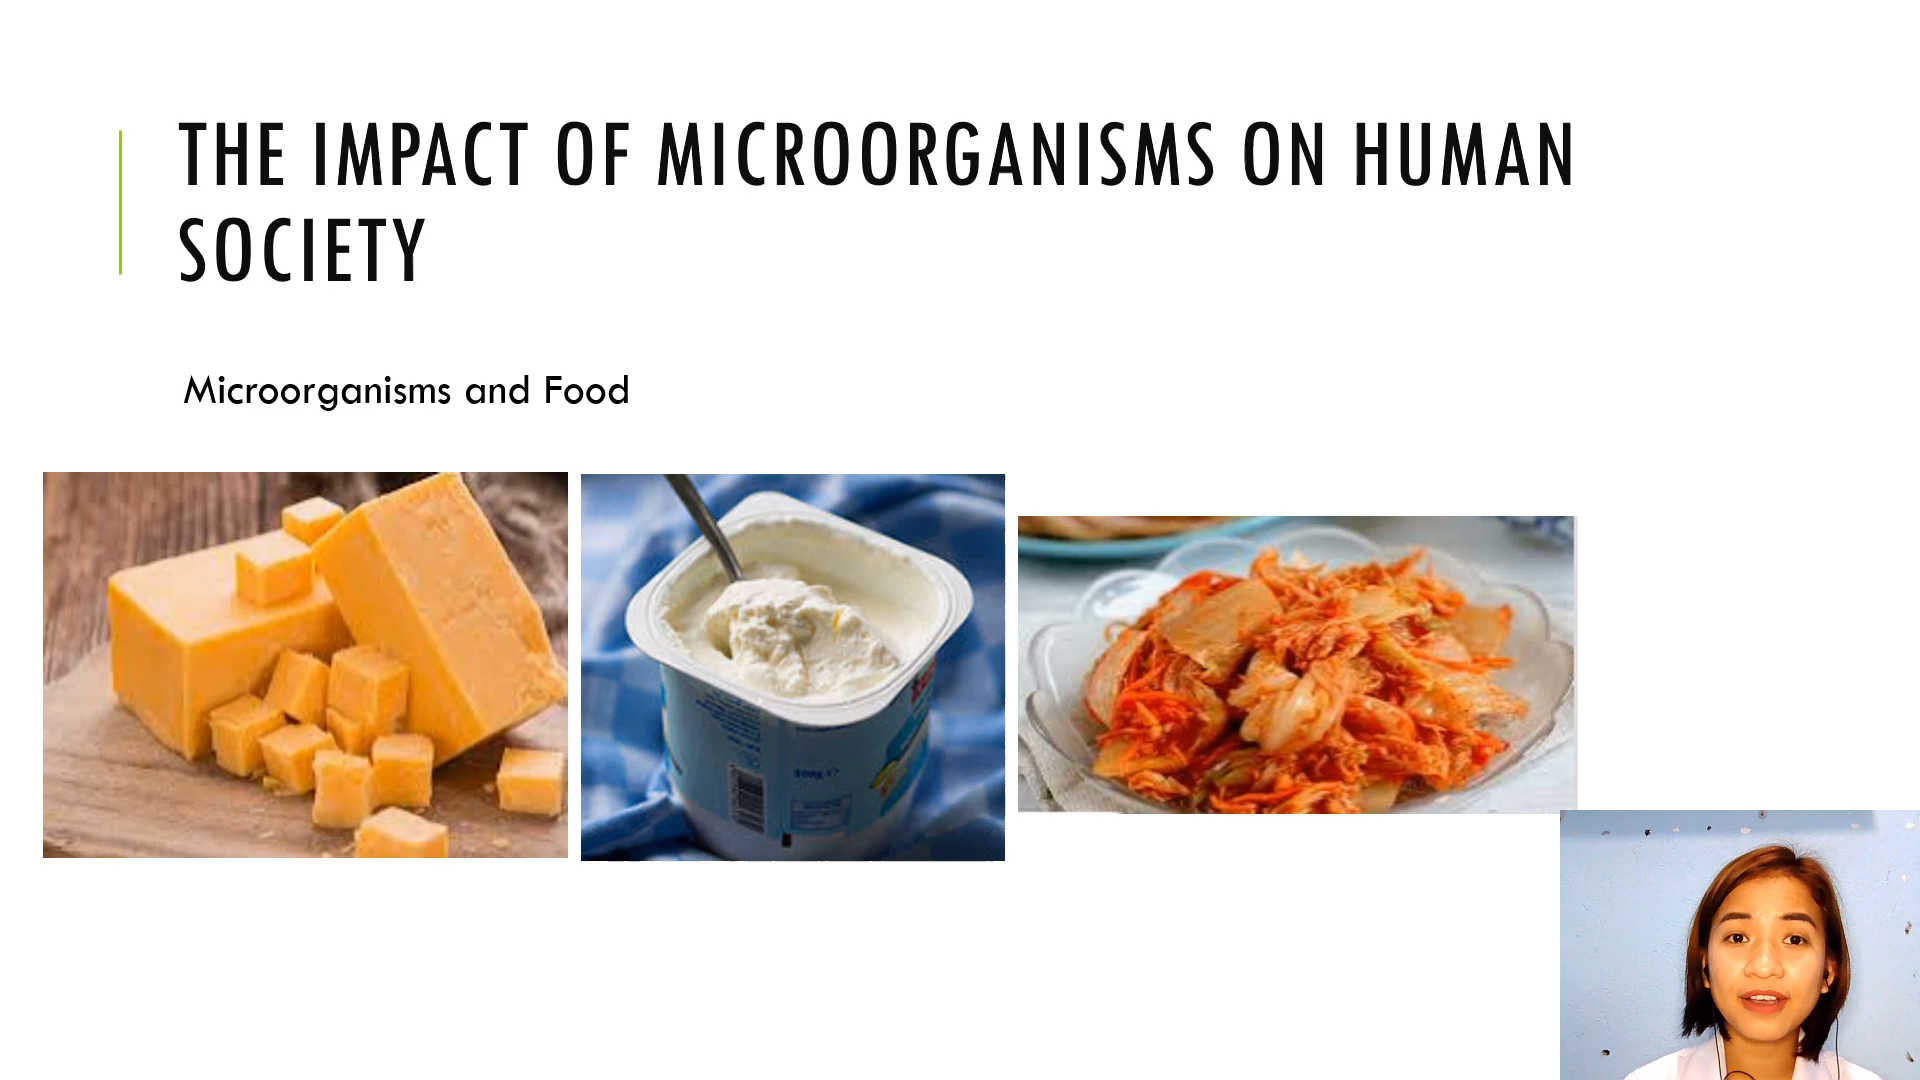 THE IMPACT OF MICROORGANISMS ON HUMAN
SOCIETY
Microorganisms and Food